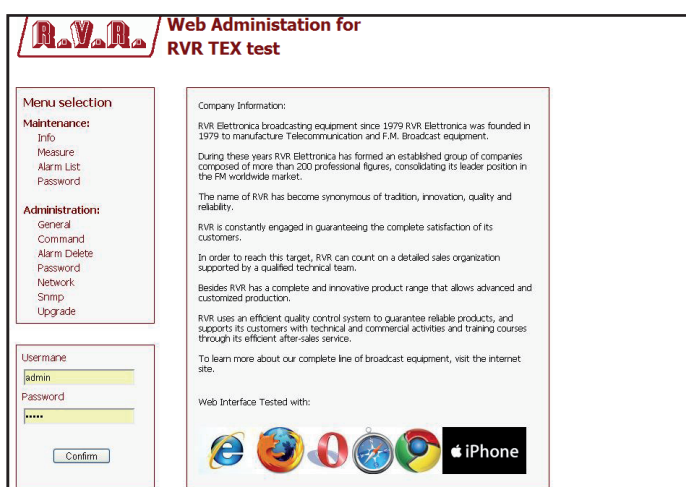 R.V.R.
Web Administation for
RVR TEX test
Menu selection
Maintenance:
Info
Measure
Alarm List
Password
Administration:
General
Command
Alarm Delete
Password
Network
Snmp
Upgrade
Usermane
admin
Password
•••••
Confirm
Company Information:
RVR Elettronica broadcasting equipment since 1979 RVR Elettronica was founded in
1979 to manufacture Telecommunication and F.M. Broadcast equipment.
During these years RVR Elettronica has formed an established group of companies
composed of more than 200 professional figures, consolidating its leader position in
the FM worldwide market.
The name of RVR has become synonymous of tradition, innovation, quality and
reliability.
RVR is constantly engaged in guaranteeing the complete satisfaction of its
customers.
In order to reach this target, RVR can count on a detailed sales organization
supported by a qualified technical team.
Besides RVR has a complete and innovative product range that allows advanced and
customized production.
RVR uses an efficient quality control system to guarantee reliable products, and
supports its customers with technical and commercial activities and training courses
through its efficient after-sales service.
To learn more about our complete line of broadcast equipment, visit the internet
site.
Web Interface Tested with:
iPhone